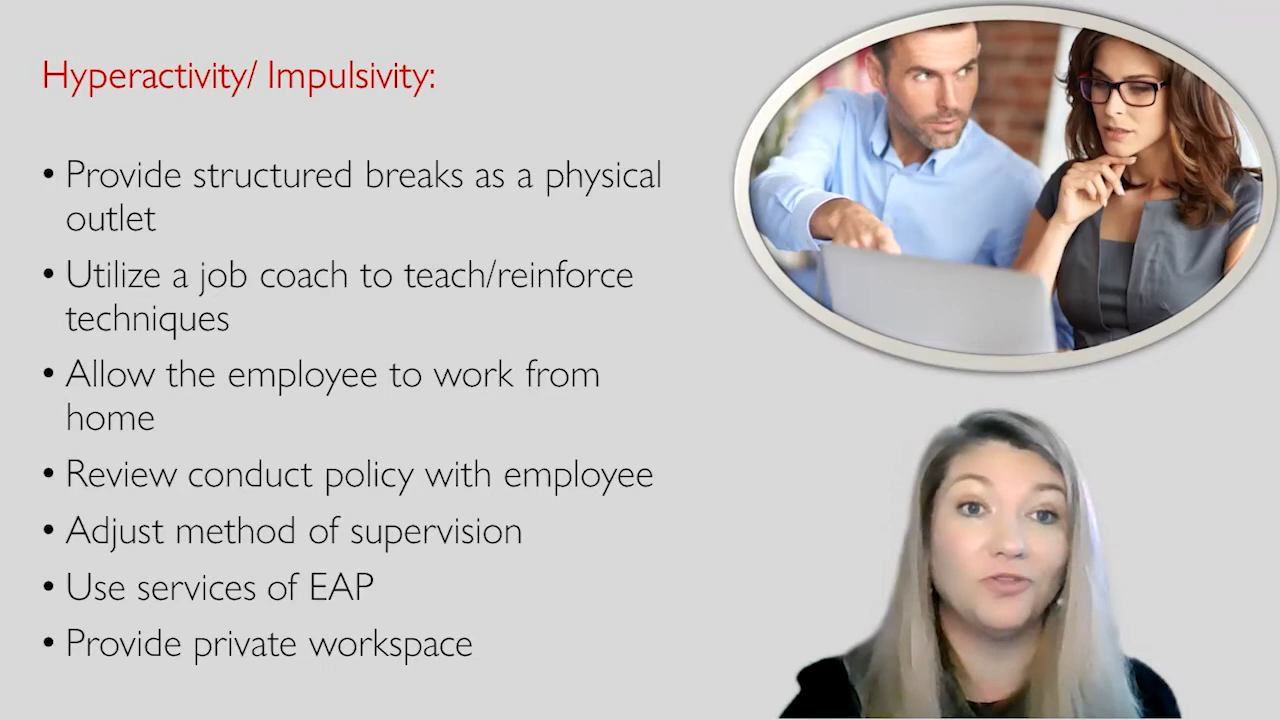 Hyperactivity/ Impulsivity:
• Provide structured breaks as a physical
outlet
• Utilize a job coach to teach/reinforce
techniques
• Allow the employee to work from
home
• Review conduct policy with employee
• Adjust method of supervision
• Use services of EAP
• Provide private workspace